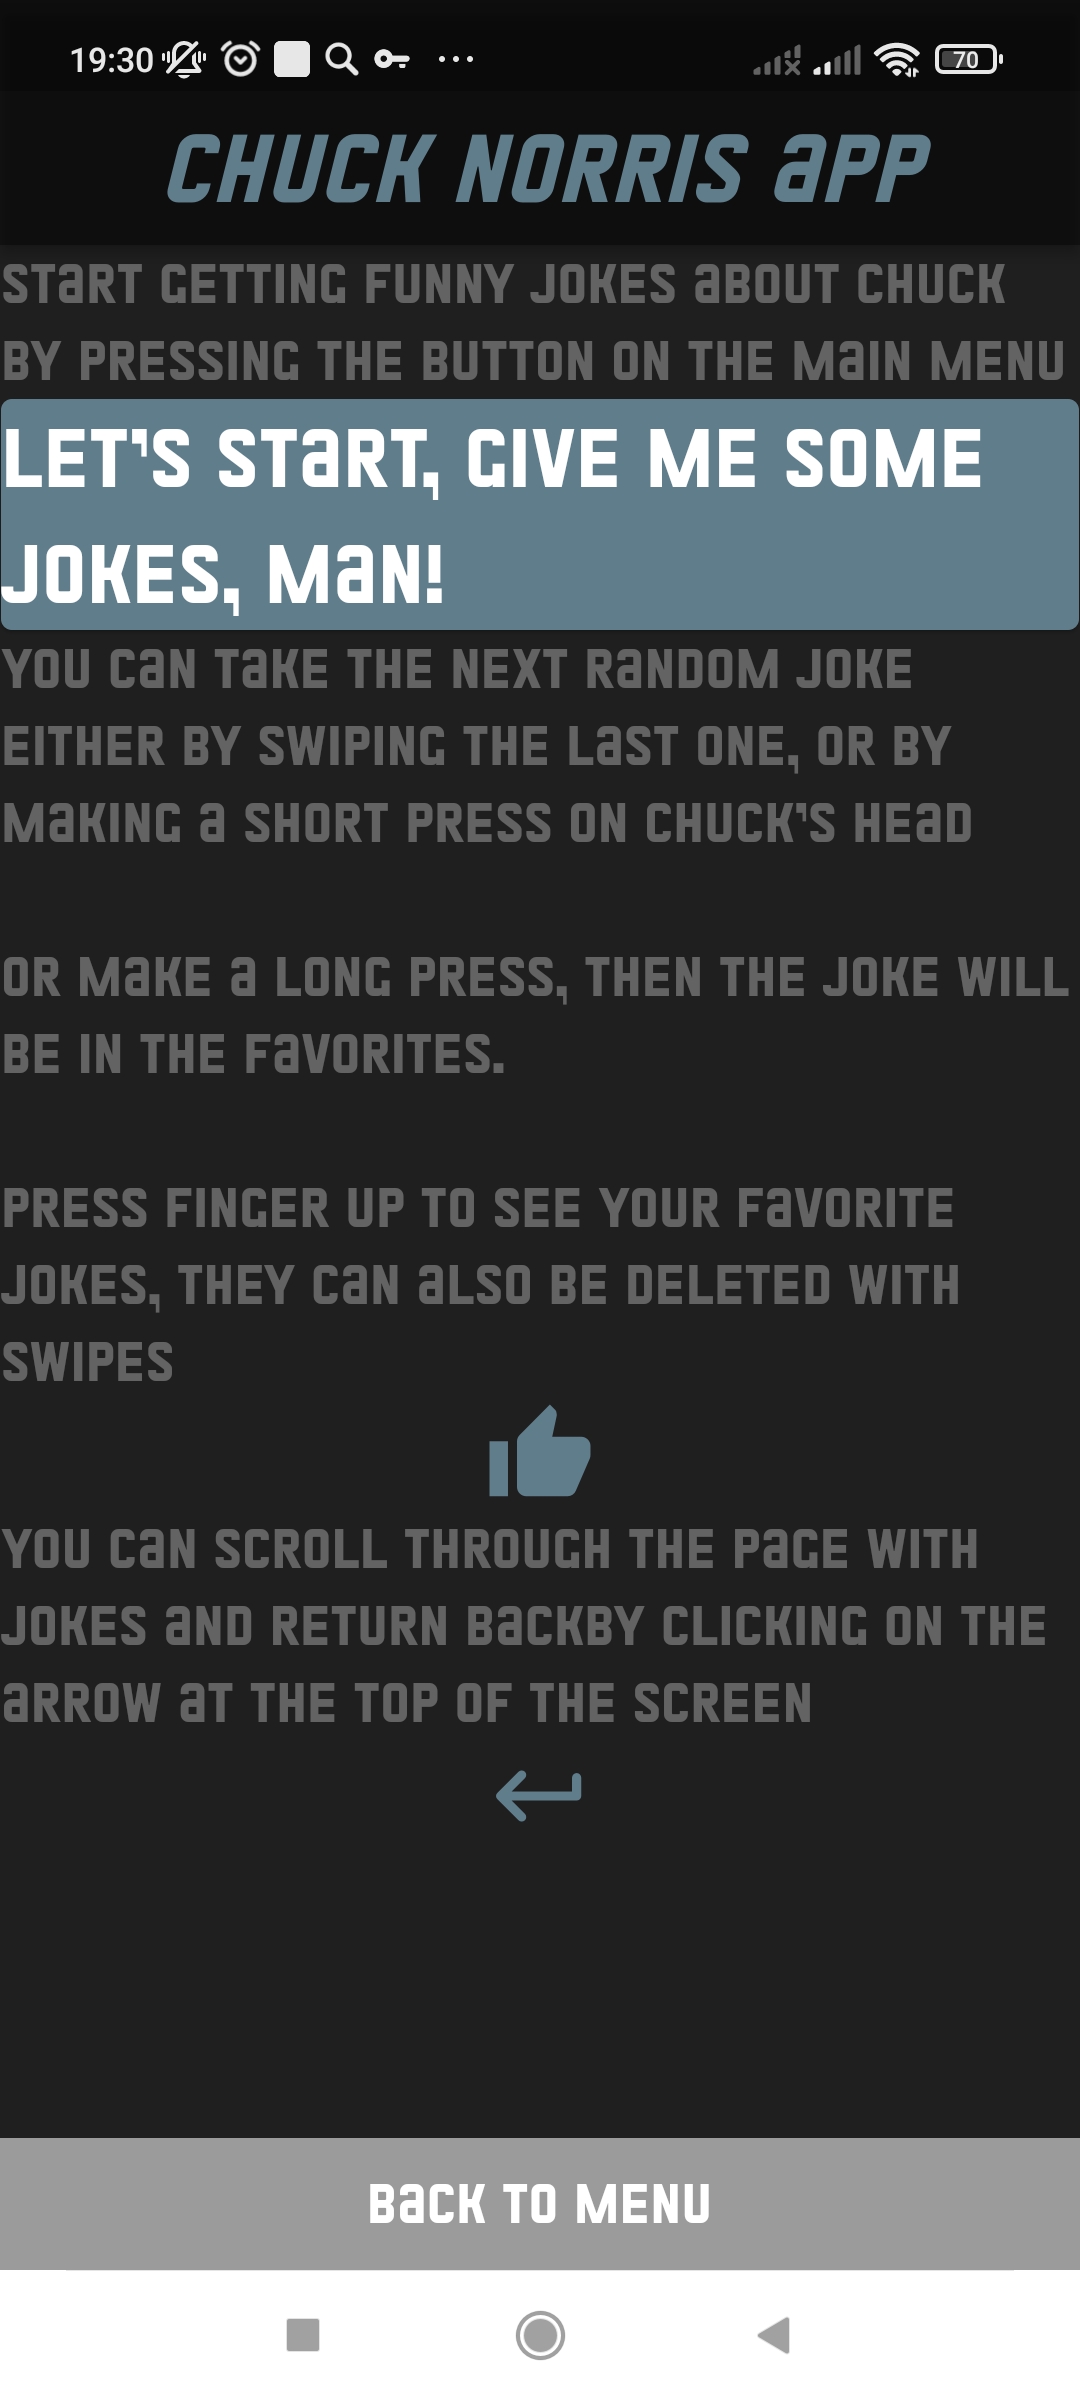 19:30
70
CHUCK NORRIS aPP
STaRT GETTING FUNNY JOKES aBOUT CHUCK
BY PRESSING THE BUTTON ON THE MaIN MENU
LET'S STaRT, GIVE ME SOME
JOKES, MaN!
YOU CaN TaKE THE NEXT RaNDOM JOKE
EITHER BY SWIPING THE LaST ONE, OR BY
MaKING a SHORT PRESS ON CHUCK'S HEaD
OR MaKE a LONG PRESS, THEN THE JOKE WILL
BE IN THE FaVORITES.
PRESS FINGER UP TO SEE YOUR FaVORITE
JOKES, THEY CaN aLSO BE DELETED WITH
SWIPES
YOU CaN SCROLL THROUGH THE PaGE WITH
JOKES aND RETURN BaCKBY CLICKING ON THE
aRROW aT THE TOP OF THE SCREEN
BaCK TO MENU